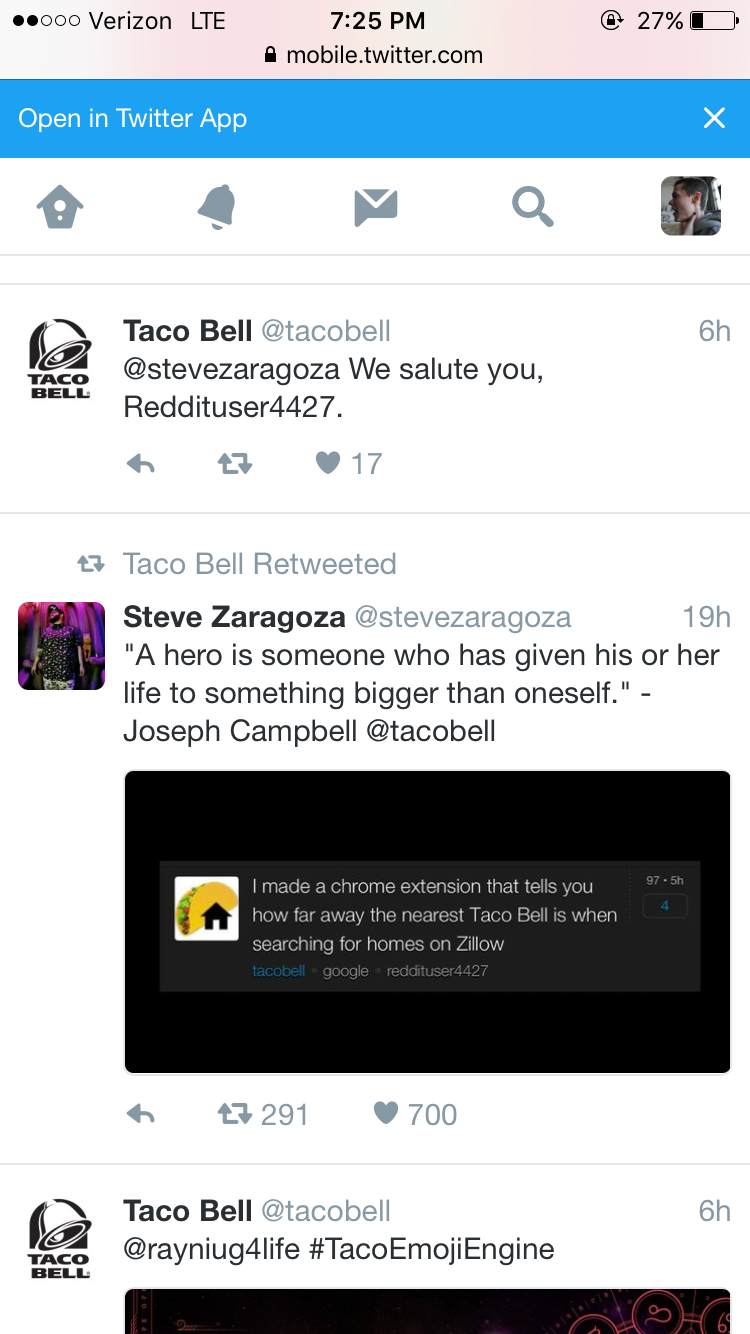 Verizon LTE 7:25 PM 27%
mobile.twitter.com
Open in Twitter App
Taco Bell @tacobell 6h
@stevezaragoza We salute you,
Reddituser4427.
17
TACO
BELL
Taco Bell Retweeted
Steve Zaragoza @stevezaragoza 19h
"A hero is someone who has given his or her
life to something bigger than oneself." -
Joseph Campbell @tacobell
I made a chrome extension that tells you
how far away the nearest Taco Bell is when
searching for homes on Zillow
tacobell • google • reddituser4427
97 • 5h
4
291 700
Taco Bell @tacobell 6h
@rayniug4life #TacoEmojiEngine
TACO
BELL